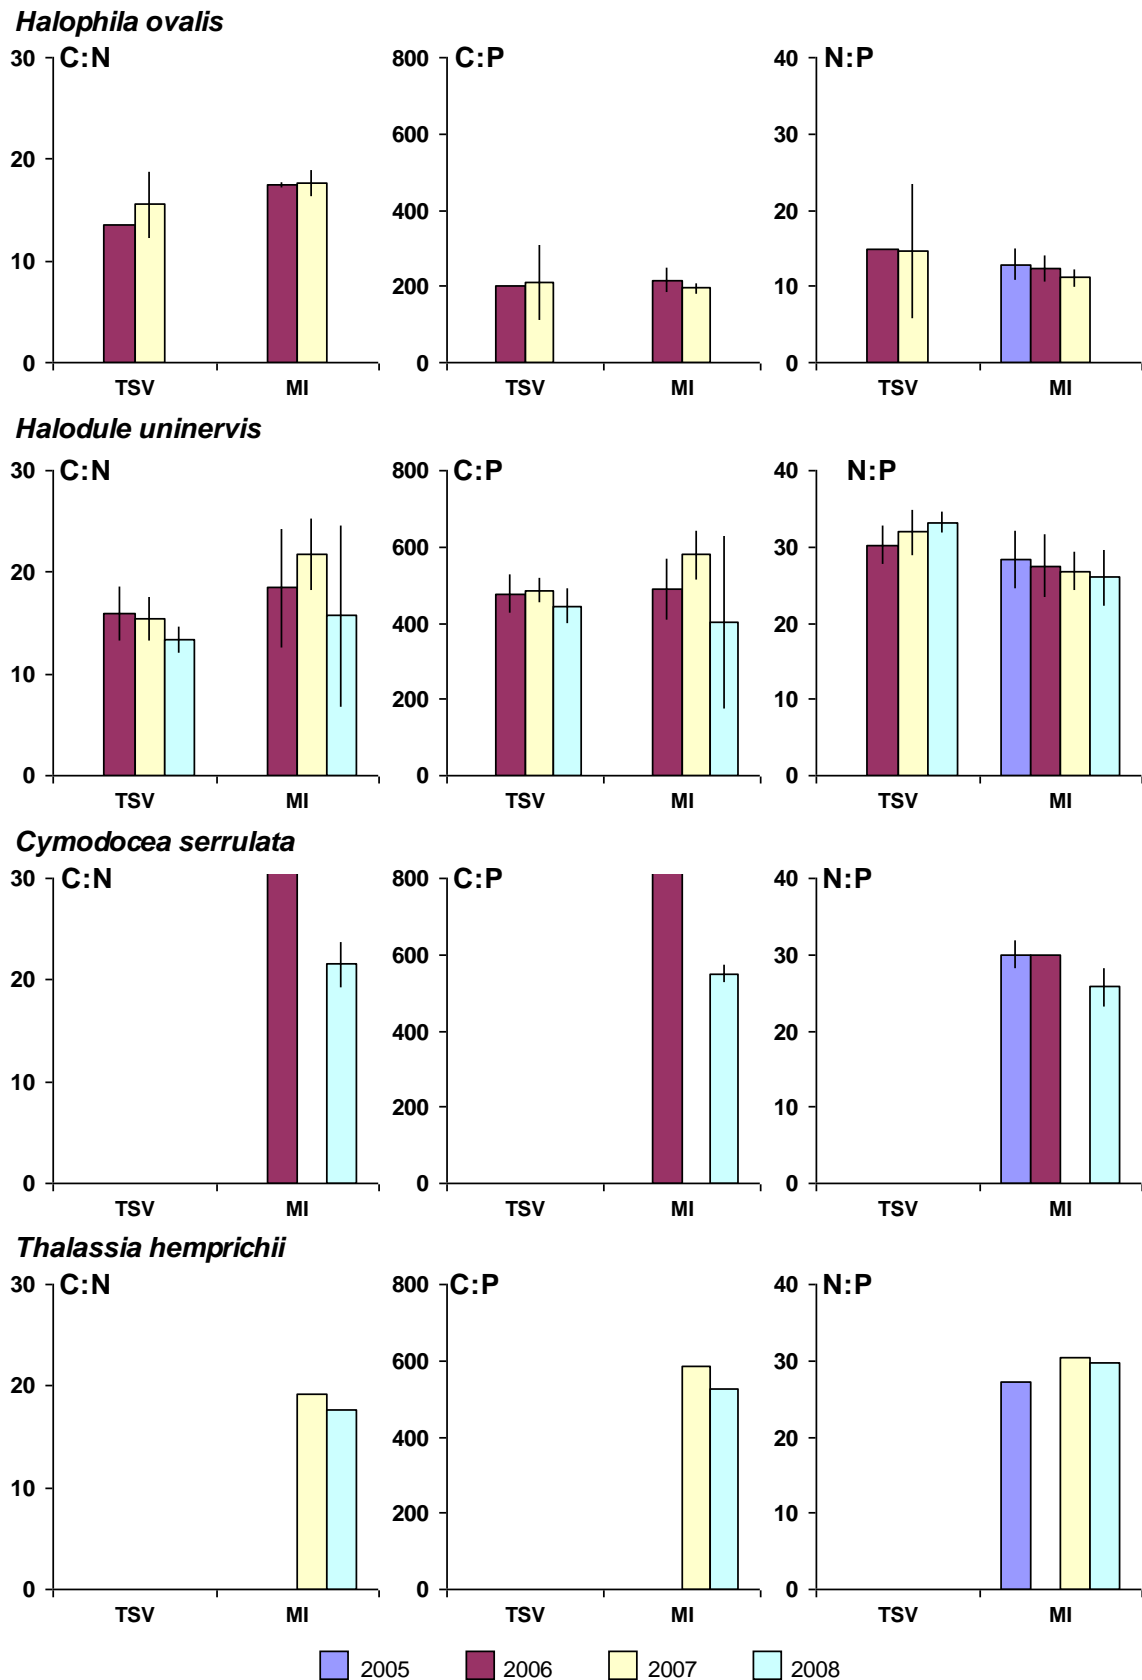 Halophila ovalis
C:N C:P N:P
30 800 40
600 30
20
400 20
10
200 10
0 0 0
TSV MI TSV MI TSV MI
Halodule uninervis
C:N C:P N:P
30 800 40
600 30
20
400 20
10
200 10
0 0 0
TSV MI TSV MI TSV MI
Cymodocea serrulata
C:N C:P N:P
30 800 40
600 30
20
400 20
10
200 10
0 0 0
TSV MI TSV MI TSV MI
Thalassia hemprichii
C:N C:P N:P
30 800 40
600 30
20
400 20
10
200 10
0 0 0
TSV MI TSV MI TSV MI
2005 2006 2007 2008